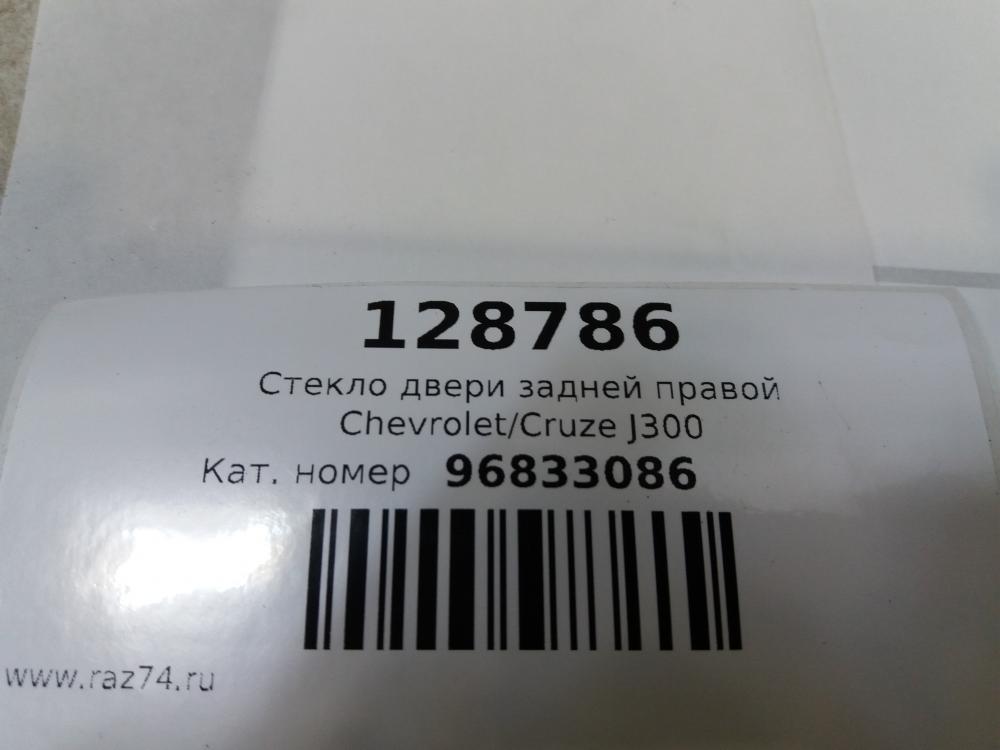 128786
Стекло двери задней правой
Chevrolet/Cruze J300
Кат. номер 96833086
www.raz74.ru